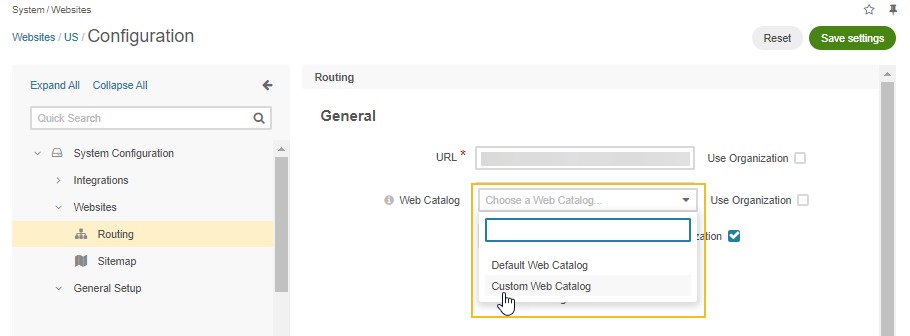 System / Websites
Websites / US / Configuration
Reset
Save settings
Expand All
Collapse All
Quick Search
System Configuration
Integrations
Websites
Routing
Sitemap
General Setup
Routing
General
URL *
Use Organization
Web Catalog
Choose a Web Catalog...
Use Organization
Default Web Catalog
Custom Web Catalog